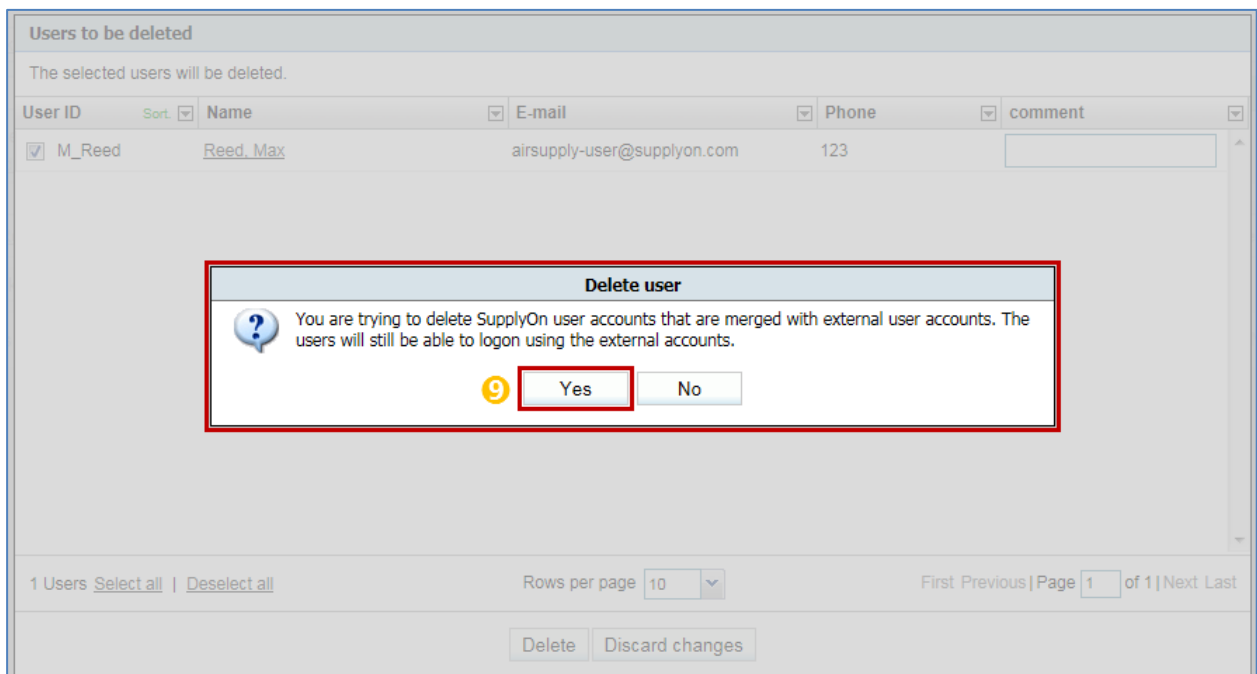 Users to be deleted
The selected users will be deleted.
User ID Sort. Name E-mail Phone comment
M_Reed Reed, Max airsupply-user@supplyon.com 123
Delete user
You are trying to delete SupplyOn user accounts that are merged with external user accounts. The
users will still be able to logon using the external accounts.
9 Yes No
1 Users Select all | Deselect all Rows per page 10 First Previous | Page 1 of 1 | Next Last
Delete Discard changes